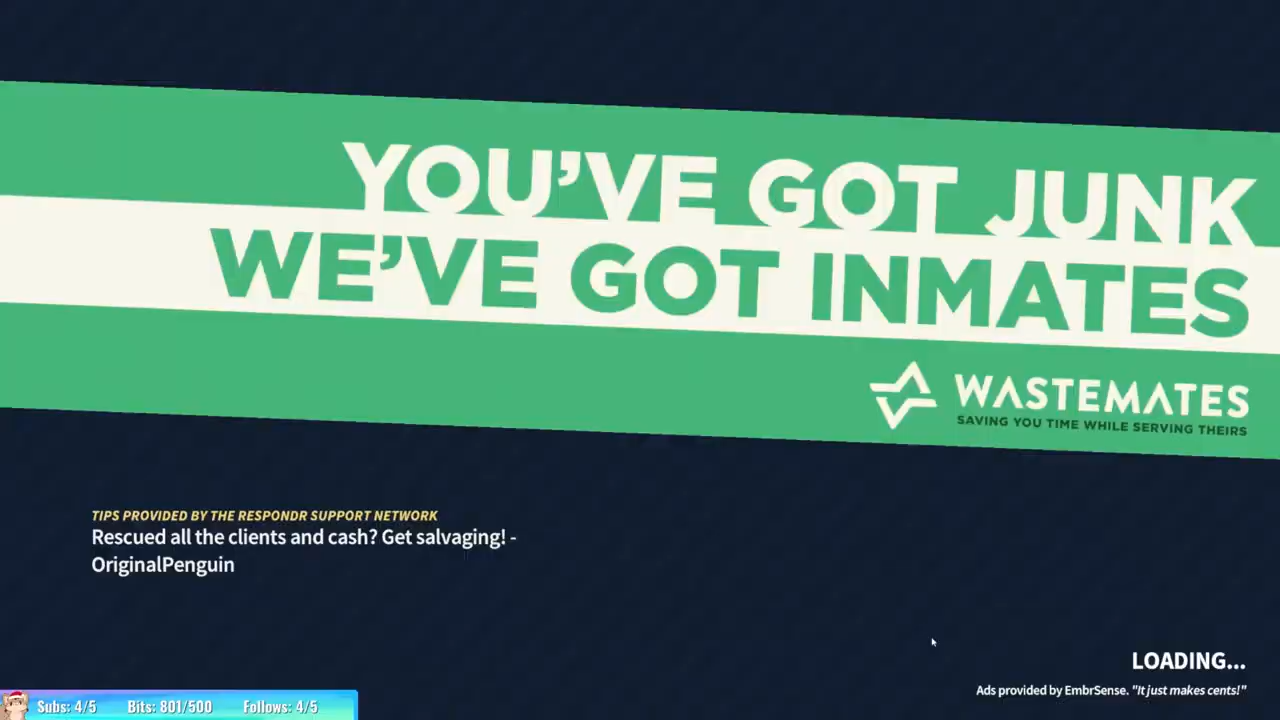 YOU'VE GOT JUNK
WE'VE GOT INMATES
WASTEMATES
SAVING YOU TIME WHILE SERVING THEIRS
TIPS PROVIDED BY THE RESPONDR SUPPORT NETWORK
Rescued all the clients and cash? Get salvaging! -
OriginalPenguin
LOADING...
Ads provided by EmbrSense. "It just makes cents!"
Subs: 4/5 Bits: 801/500 Follows: 4/5